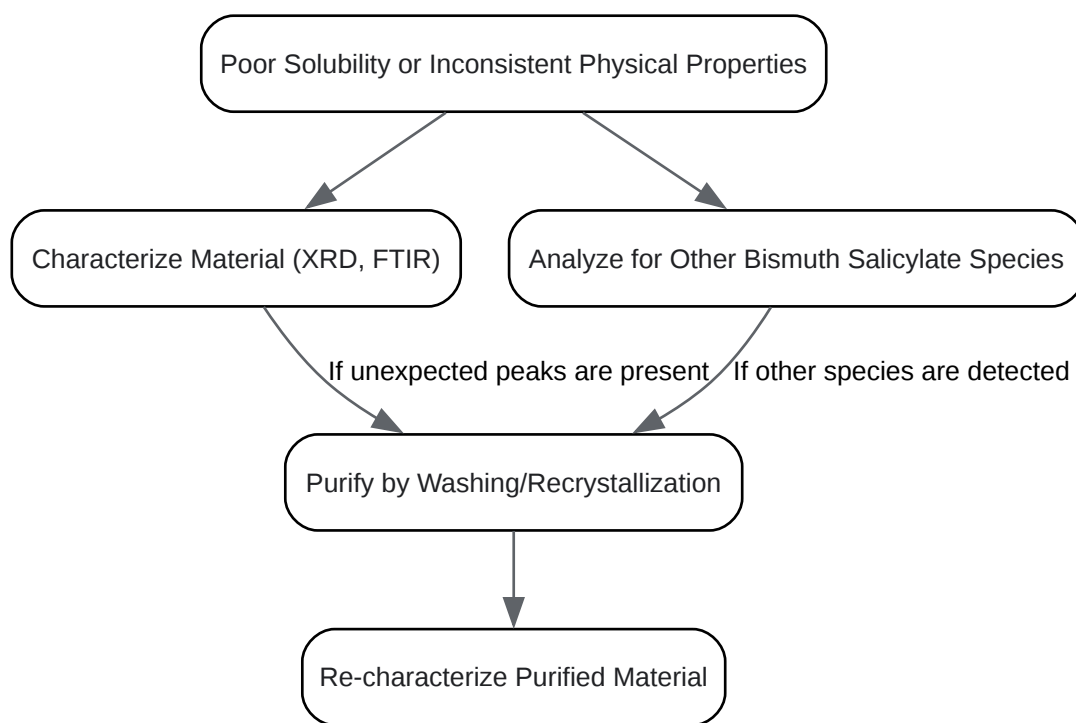 Poor Solubility or Inconsistent Physical Properties
Characterize Material (XRD, FTIR)
Analyze for Other Bismuth Salicylate Species
If unexpected peaks are present
If other species are detected
Purify by Washing/Recrystallization
Re-characterize Purified Material